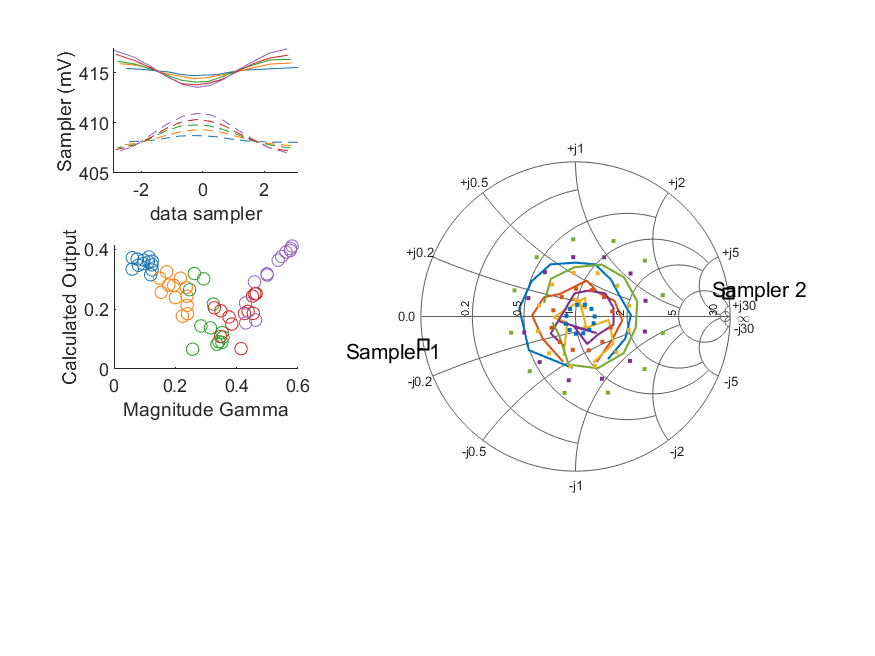 Sampler (mV)
415
410
405
-2
0
2
data sampler
Calculated Output
0.4
0.2
0
0
0.2
0.4
0.6
Magnitude Gamma
+j1
+j0.5
+j2
+j0.2
+j5
Sampler 2
+j30
0.0
0.2
0.5
1
2
5
30
∞
-j30
Sampler 1
-j0.2
-j5
-j0.5
-j2
-j1